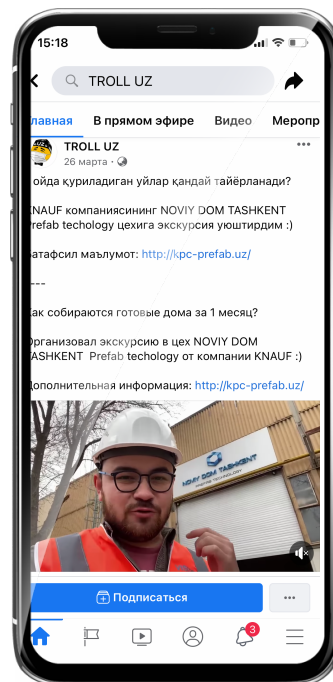 15:18
TROLL UZ
лавная В прямом эфире Видео Меропр
TROLL UZ
26 марта
ойда қуриладиган уйлар қандай тайёрланади?
KNAUF компаниясининг NOVIY DOM TASHKENT
Prefab techology цехига экскурсия уюштирдим :)
Батафсил маълумот: http://kpc-prefab.uz/
---
Как собираются готовые дома за 1 месяц?
Организовал экскурсию в цех NOVIY DOM
TASHKENT Prefab techology от компании KNAUF :)
Дополнительная информация: http://kpc-prefab.uz/
NOVIY DOM TASHKENT
PREFAB TECHNOLOGY
Подписаться
3